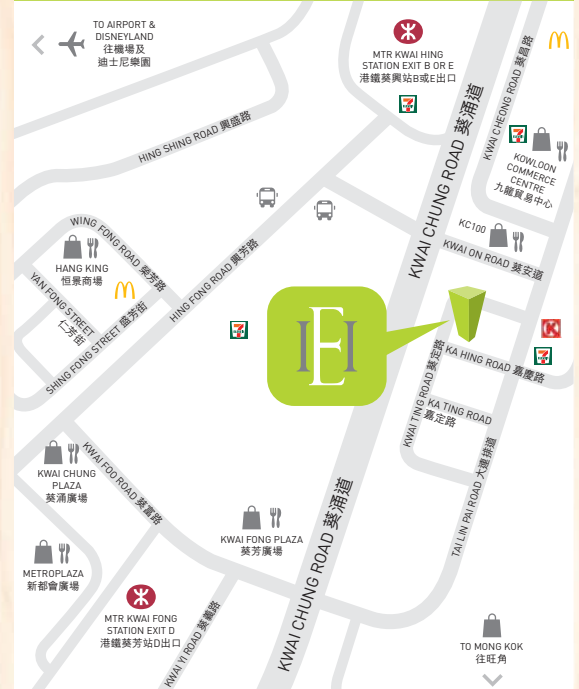 TO AIRPORT &
DISNEYLAND
往機場及
迪士尼樂園
MTR KWAI HING
STATION EXIT B OR E
港鐵葵興站B或E出口
KWAI CHEONG ROAD 葵昌路
KOWLOON
COMMERCE
CENTRE
九龍貿易中心
HING SHING ROAD 興盛路
KWAI CHUNG ROAD 葵涌道
KC100
KWAI ON ROAD 葵安道
WING FONG ROAD 榮芳路
HANG KING
恒景商場
YAN FONG STREET
仁芳街
SHING FONG STREET 盛芳街
HING FONG ROAD 興芳路
IEI
KA HING ROAD 嘉慶路
KWAI TING ROAD 葵定路
KA TING ROAD
嘉定路
TAI LIN PAI ROAD 大連排道
KWAI CHUNG
PLAZA
葵涌廣場
KWAI FOO ROAD 葵富路
KWAI FONG PLAZA
葵芳廣場
KWAI CHUNG ROAD 葵涌道
METROPLAZA
新都會廣場
MTR KWAI FONG
STATION EXIT D
港鐵葵芳站D出口
KWAI YI ROAD 葵義路
TO MONG KOK
往旺角